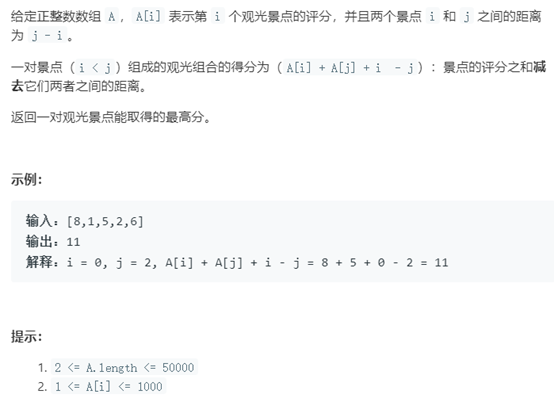 给定正整数数组 A，A[i] 表示第 i 个观光景点的评分，并且两个景点 i 和 j 之间的距离
为 j - i。
一对景点（i < j）组成的观光组合的得分为（A[i] + A[j] + i - j）：景点的评分之和减
去它们两者之间的距离。
返回一对观光景点能取得的最高分。
示例：
输入：[8,1,5,2,6]
输出：11
解释：i = 0, j = 2, A[i] + A[j] + i - j = 8 + 5 + 0 - 2 = 11
提示：
1. 2 <= A.length <= 50000
2. 1 <= A[i] <= 1000